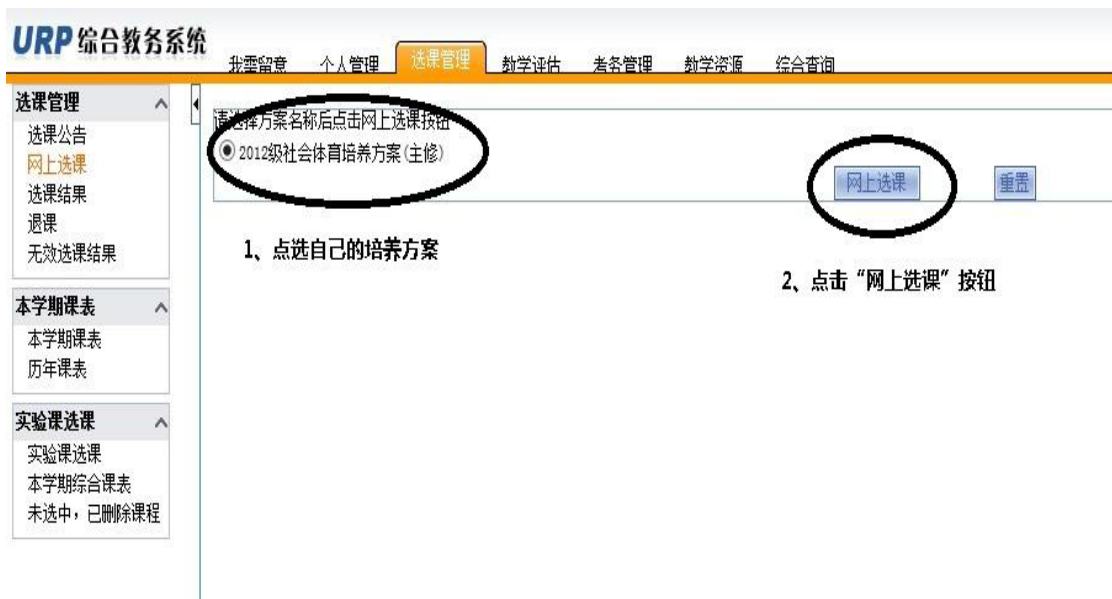 URP 综合教务系统
我需留意 个人管理 选课管理 教学评估 考务管理 教学资源 综合查询
选课管理
选课公告
网上选课
选课结果
退课
无效选课结果
本学期课表
本学期课表
历年课表
实验课选课
实验课选课
本学期综合课表
未选中，已删除课程
请选择方案名称后点击网上选课按钮
2012级社会体育培养方案(主修)
网上选课 重置
1、点选自己的培养方案
2、点击“网上选课”按钮